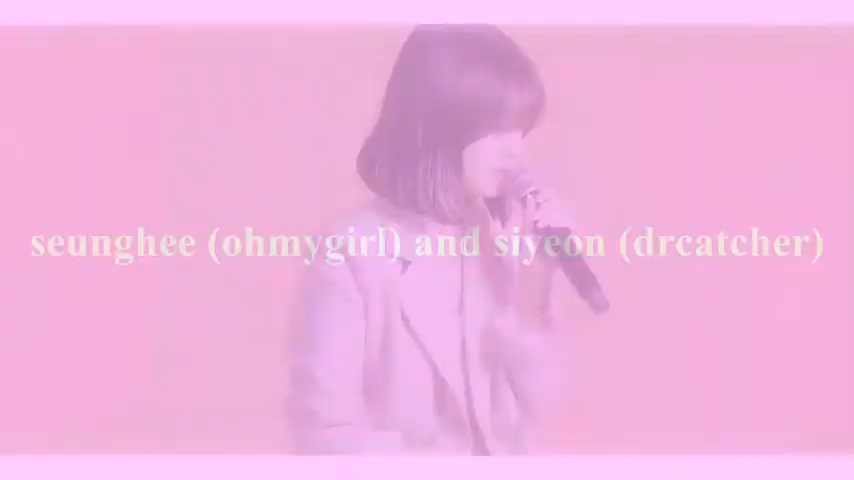 seunghee (ohmygirl) and siyeon (drcatcher)